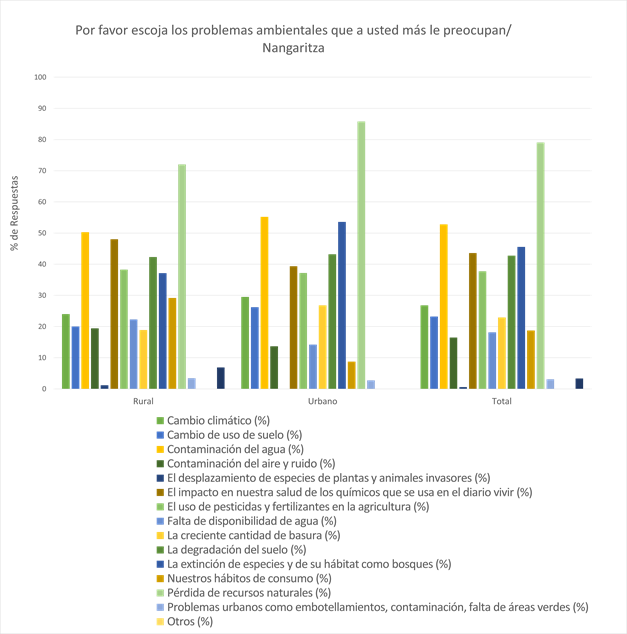 Por favor escoja los problemas ambientales que a usted más le preocupan/
Nangaritza
100
90
80
70
60
50
40
30
20
10
0
% de Respuestas
Rural
Urbano
Total
Cambio climático (%)
Cambio de uso de suelo (%)
Contaminación del agua (%)
Contaminación del aire y ruido (%)
El desplazamiento de especies de plantas y animales invasores (%)
El impacto en nuestra salud de los químicos que se usa en el diario vivir (%)
El uso de pesticidas y fertilizantes en la agricultura (%)
Falta de disponibilidad de agua (%)
La creciente cantidad de basura (%)
La degradación del suelo (%)
La extinción de especies y de su hábitat como bosques (%)
Nuestros hábitos de consumo (%)
Pérdida de recursos naturales (%)
Problemas urbanos como embotellamientos, contaminación, falta de áreas verdes (%)
Otros (%)